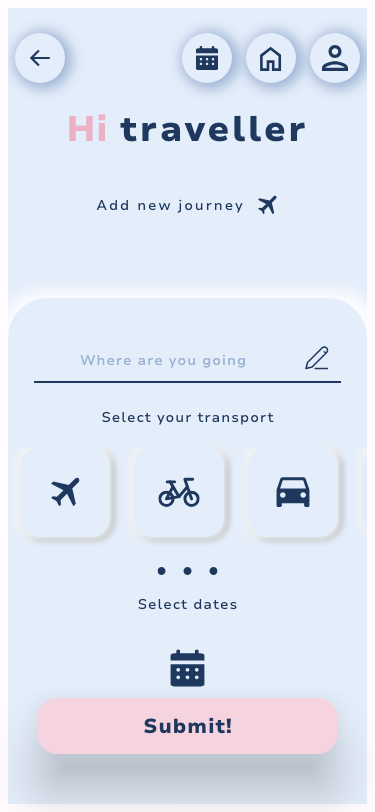 Hi traveller
Add new journey
Where are you going
Select your transport
Select dates
Submit!